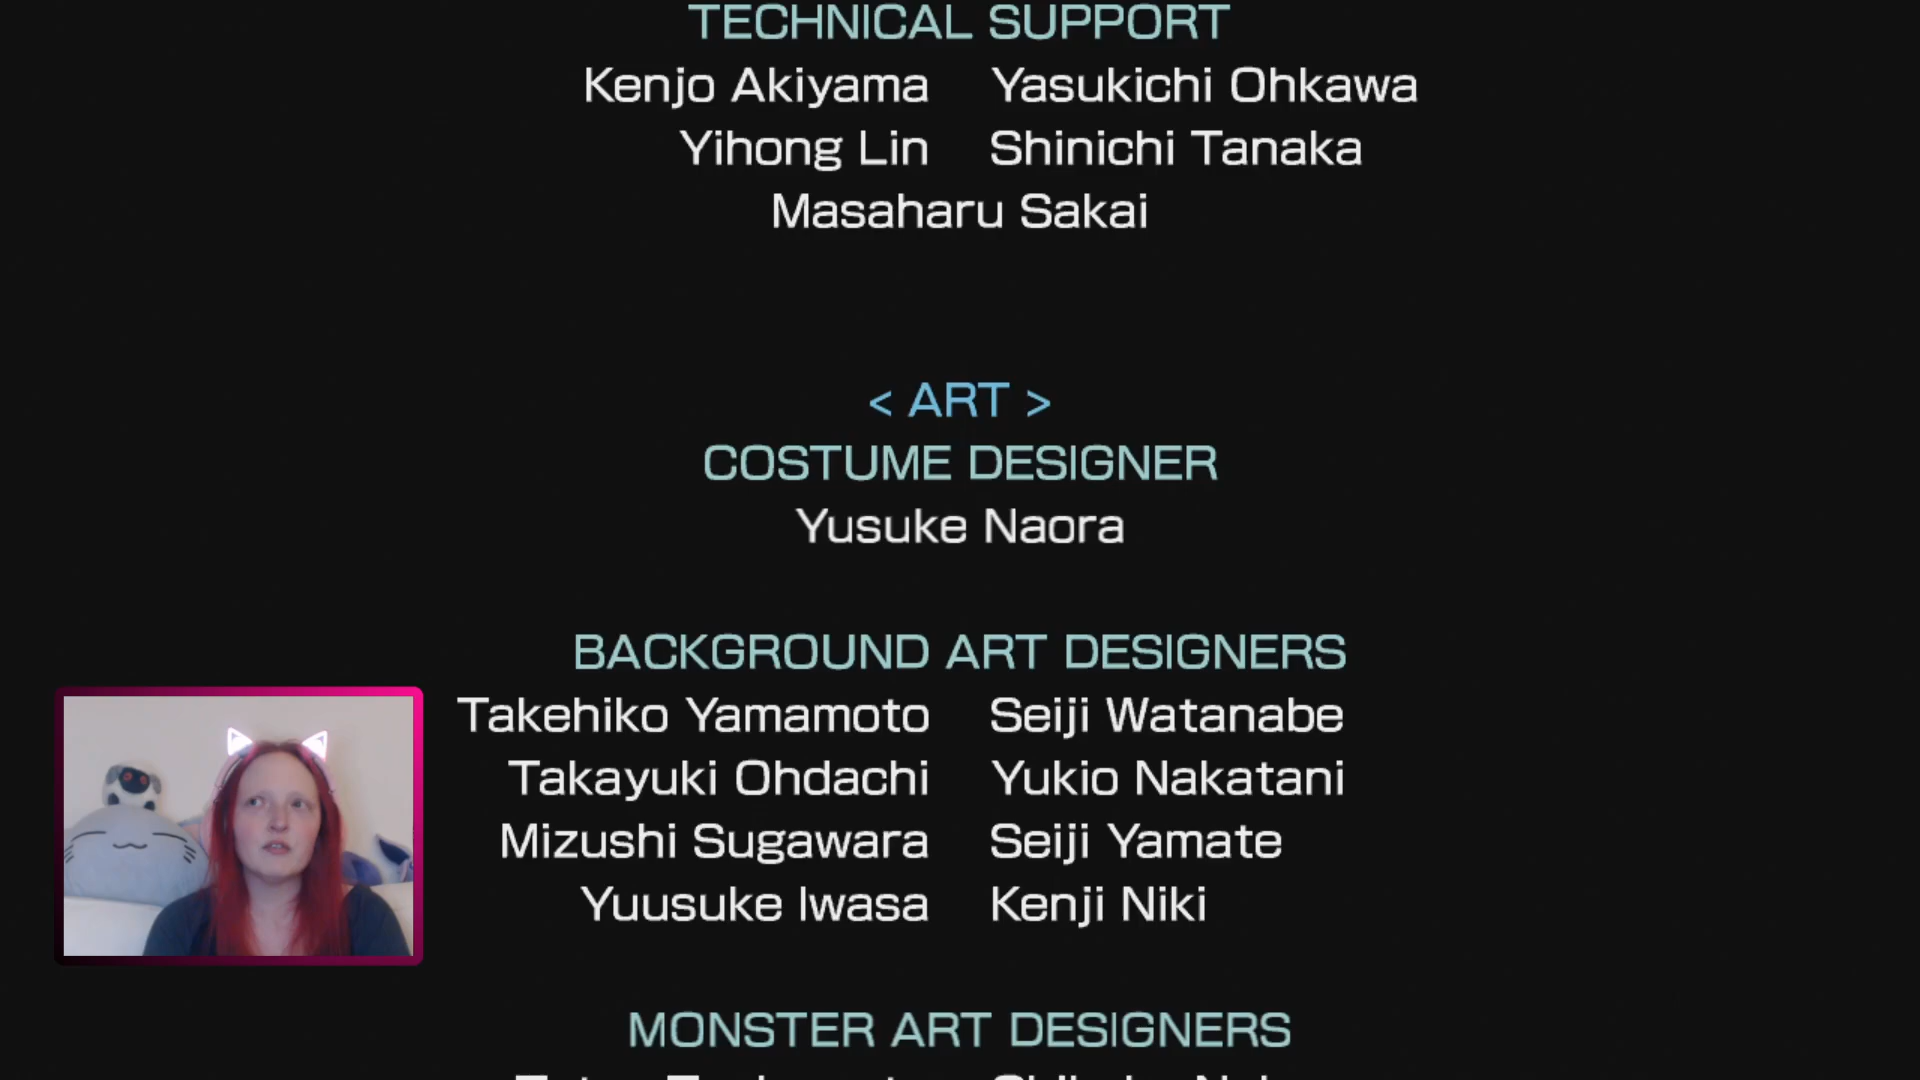 TECHNICAL SUPPORT
Kenjo Akiyama Yasukichi Ohkawa
Yihong Lin Shinichi Tanaka
Masaharu Sakai
< ART >
COSTUME DESIGNER
Yusuke Naora
BACKGROUND ART DESIGNERS
Takehiko Yamamoto Seiji Watanabe
Takayuki Ohdachi Yukio Nakatani
Mizushi Sugawara Seiji Yamate
Yuusuke Iwasa Kenji Niki
MONSTER ART DESIGNERS